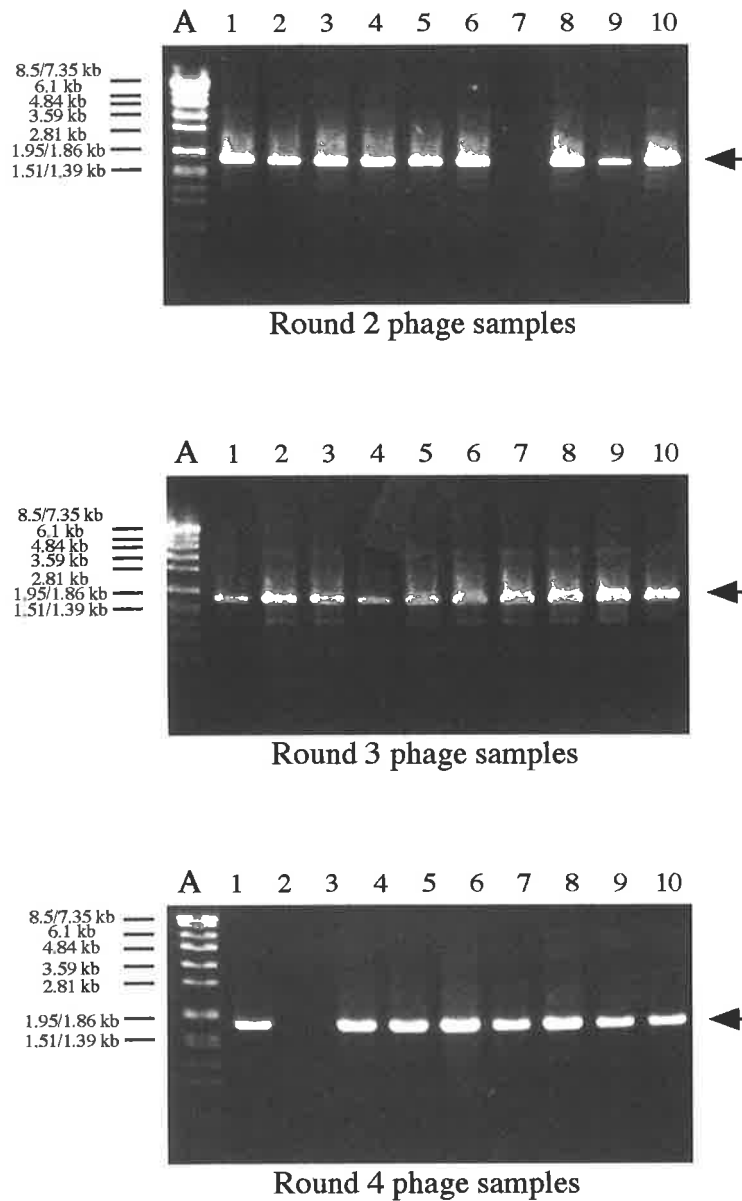 A 1 2 3 4 5 6 7 8 9 10
8.5/7.35 kb
6.1 kb
4.84 kb
3.59 kb
2.81 kb
1.95/1.86 kb
1.51/1.39 kb
Round 2 phage samples
A 1 2 3 4 5 6 7 8 9 10
8.5/7.35 kb
6.1 kb
4.84 kb
3.59 kb
2.81 kb
1.95/1.86 kb
1.51/1.39 kb
Round 3 phage samples
A 1 2 3 4 5 6 7 8 9 10
8.5/7.35 kb
6.1 kb
4.84 kb
3.59 kb
2.81 kb
1.95/1.86 kb
1.51/1.39 kb
Round 4 phage samples